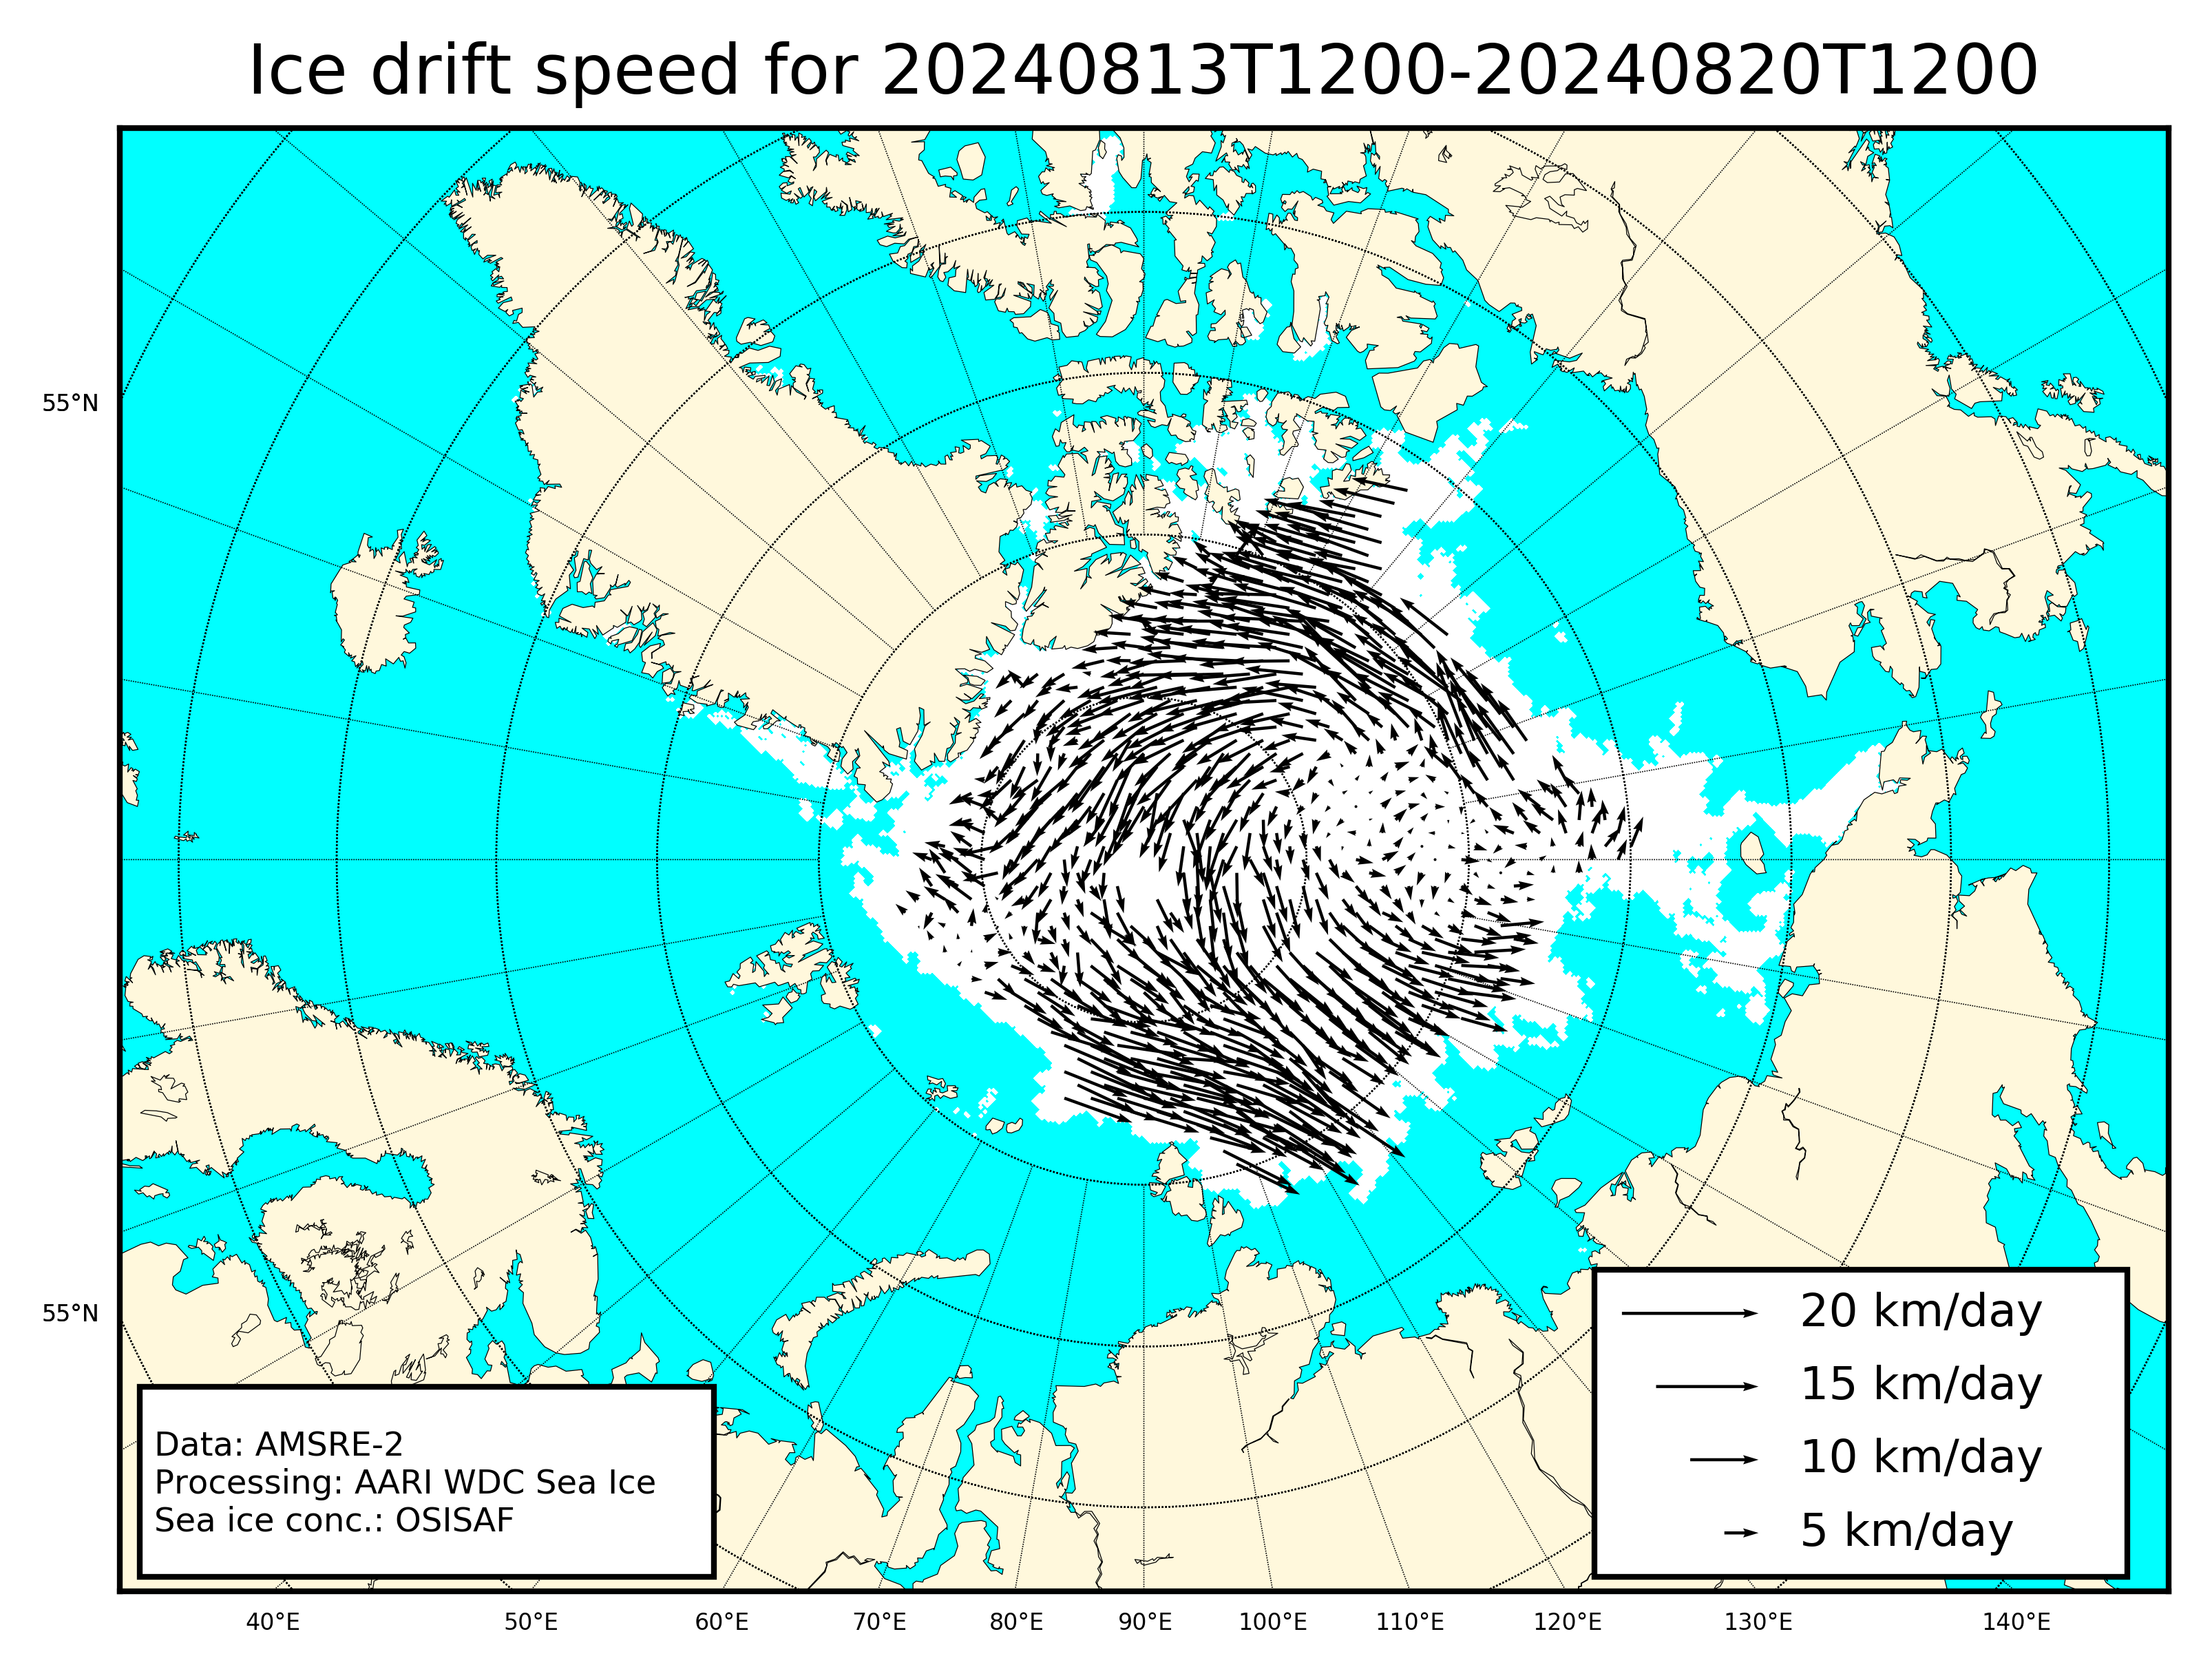 Ice drift speed for 20240813T1200-20240820T1200
55°N
55°N
20 km/day
15 km/day
10 km/day
5 km/day
Data: AMSRE-2
Processing: AARI WDC Sea Ice
Sea ice conc.: OSISAF
40°E 50°E 60°E 70°E 80°E 90°E 100°E 110°E 120°E 130°E 140°E